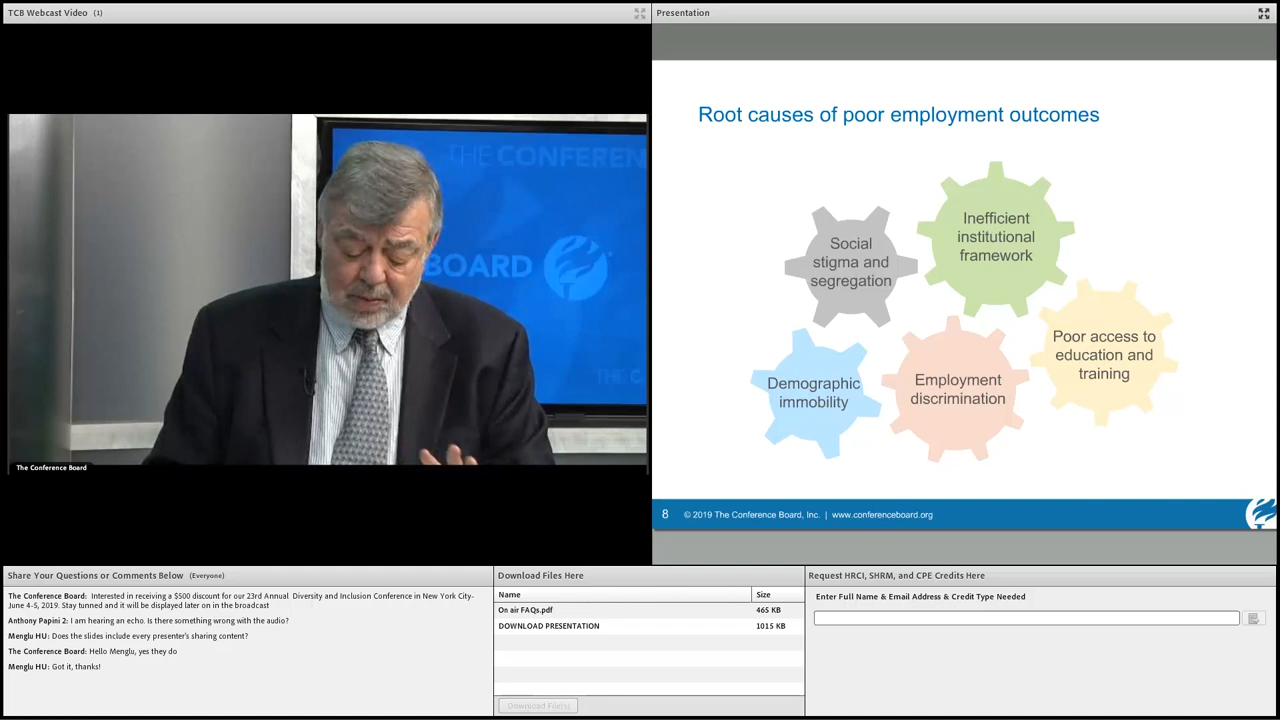 TCB Webcast Video (1)
THE CONFEREN
BOARD
THE C
The Conference Board
Presentation
Root causes of poor employment outcomes
Social
stigma and
segregation
Inefficient
institutional
framework
Poor access to
education and
training
Demographic
immobility
Employment
discrimination
8 © 2019 The Conference Board, Inc. | www.conferenceboard.org
Share Your Questions or Comments Below (Everyone)
The Conference Board: Interested in receiving a $500 discount for our 23rd Annual Diversity and Inclusion Conference in New York City-
June 4-5, 2019. Stay tunned and it will be displayed later on in the broadcast
Anthony Papini 2: I am hearing an echo. Is there something wrong with the audio?
Menglu HU: Does the slides include every presenter's sharing content?
The Conference Board: Hello Menglu, yes they do
Menglu HU: Got it, thanks!
Download Files Here
Name Size
On air FAQs.pdf 465 KB
DOWNLOAD PRESENTATION 1015 KB
Download File(s)
Request HRCI, SHRM, and CPE Credits Here
Enter Full Name & Email Address & Credit Type Needed